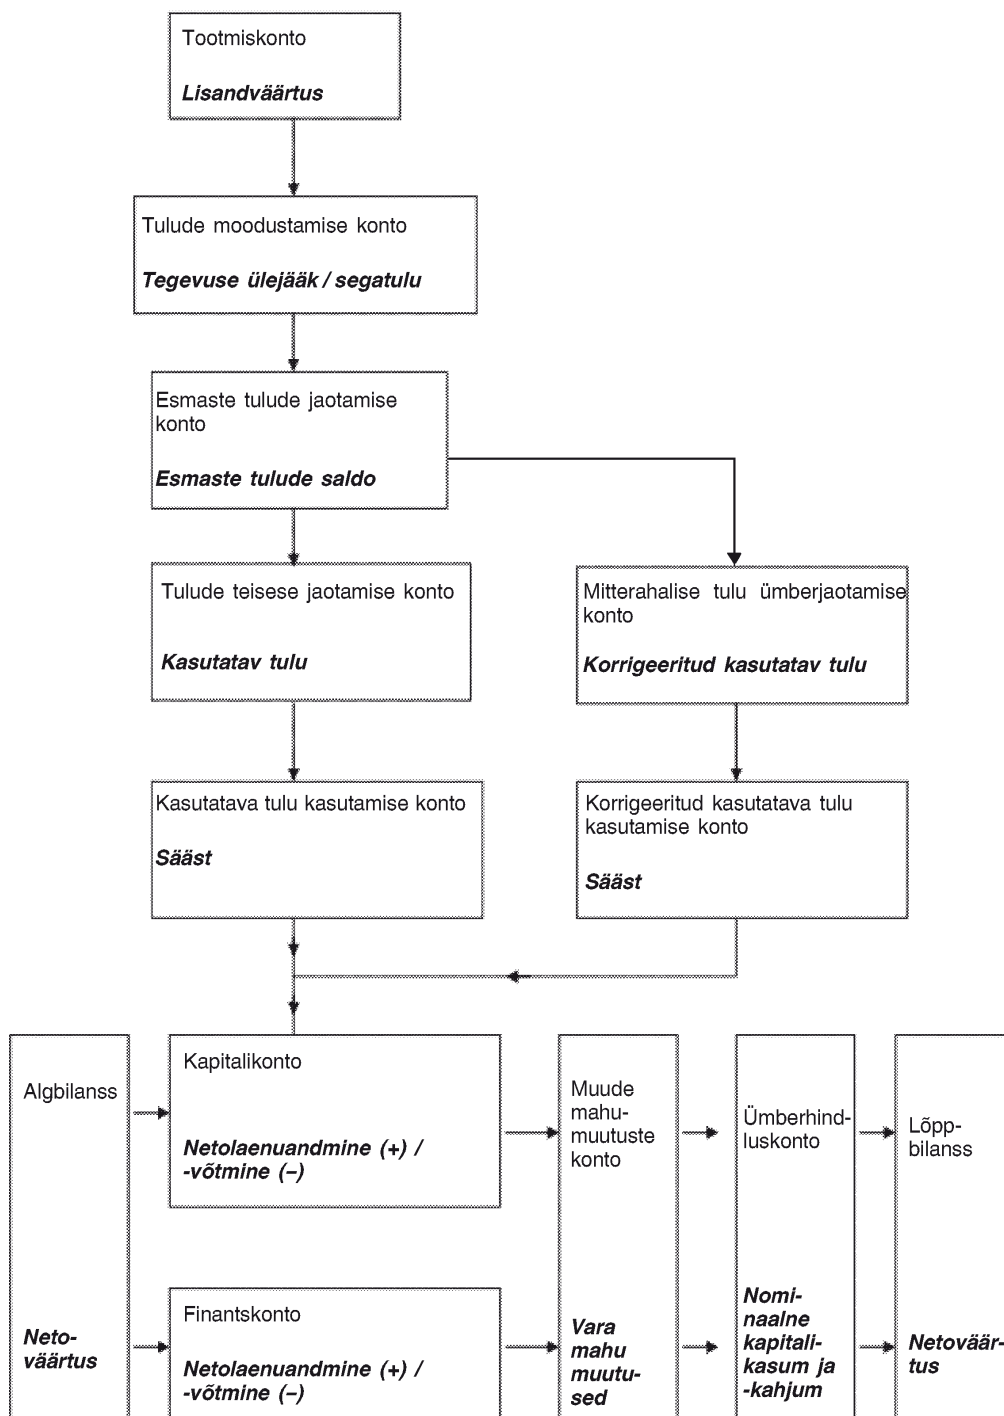 Tootmiskonto
Lisandväärtus
Tulude moodustamise konto
Tegevuse ülejääk / segatulu
Esmaste tulude jaotamise
konto
Esmaste tulude saldo
Tulude teisese jaotamise konto
Kasutatav tulu
Mitterahalise tulu ümberjaotamise
konto
Korrigeeritud kasutatav tulu
Kasutatava tulu kasutamise konto
Sääst
Korrigeeritud kasutatava tulu
kasutamise konto
Sääst
Algbilanss
Neto-
väärtus
Kapitalikonto
Netolaenuandmine (+) /
-võtmine (–)
Finantskonto
Netolaenuandmine (+) /
-võtmine (–)
Muude
mahu-
muutuste
konto
Vara
mahu
muutu-
sed
Ümberhind-
luskonto
Nomi-
naalne
kapitali-
kasum ja
-kahjum
Lõpp-
bilanss
Netoväär-
tus